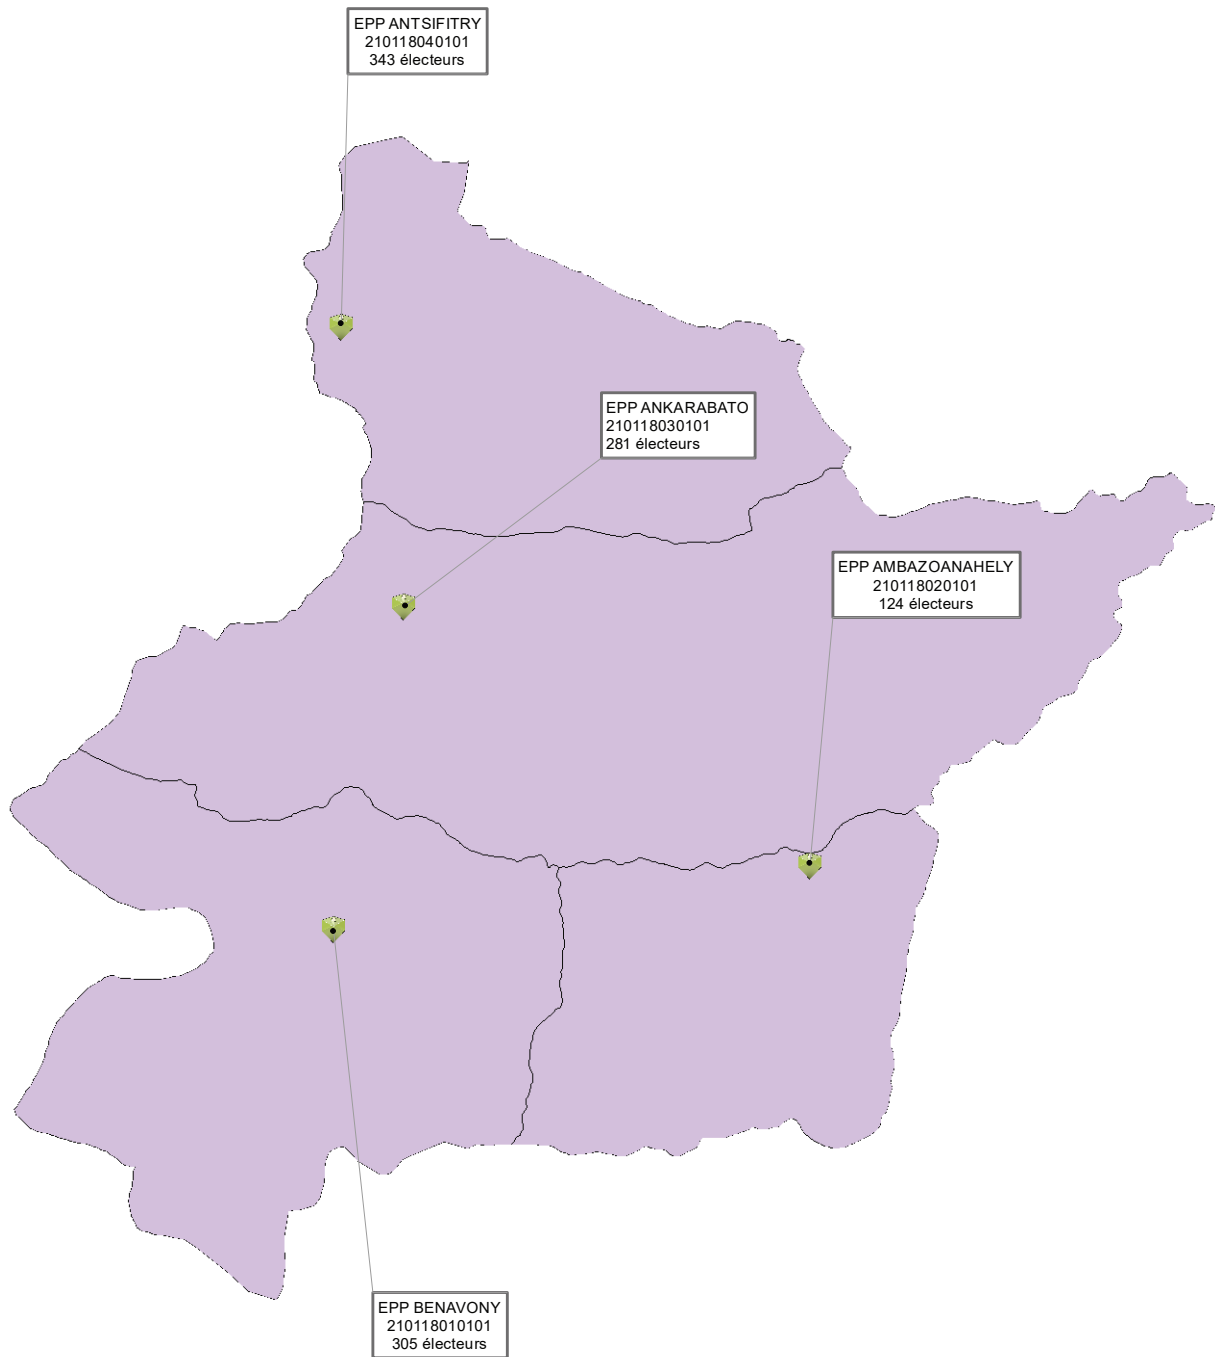 EPP ANTSIFITRY
210118040101
343 électeurs
EPP ANKARABATO
210118030101
281 électeurs
EPP AMBAZOANAHELY
210118020101
124 électeurs
EPP BENAVONY
210118010101
305 électeurs